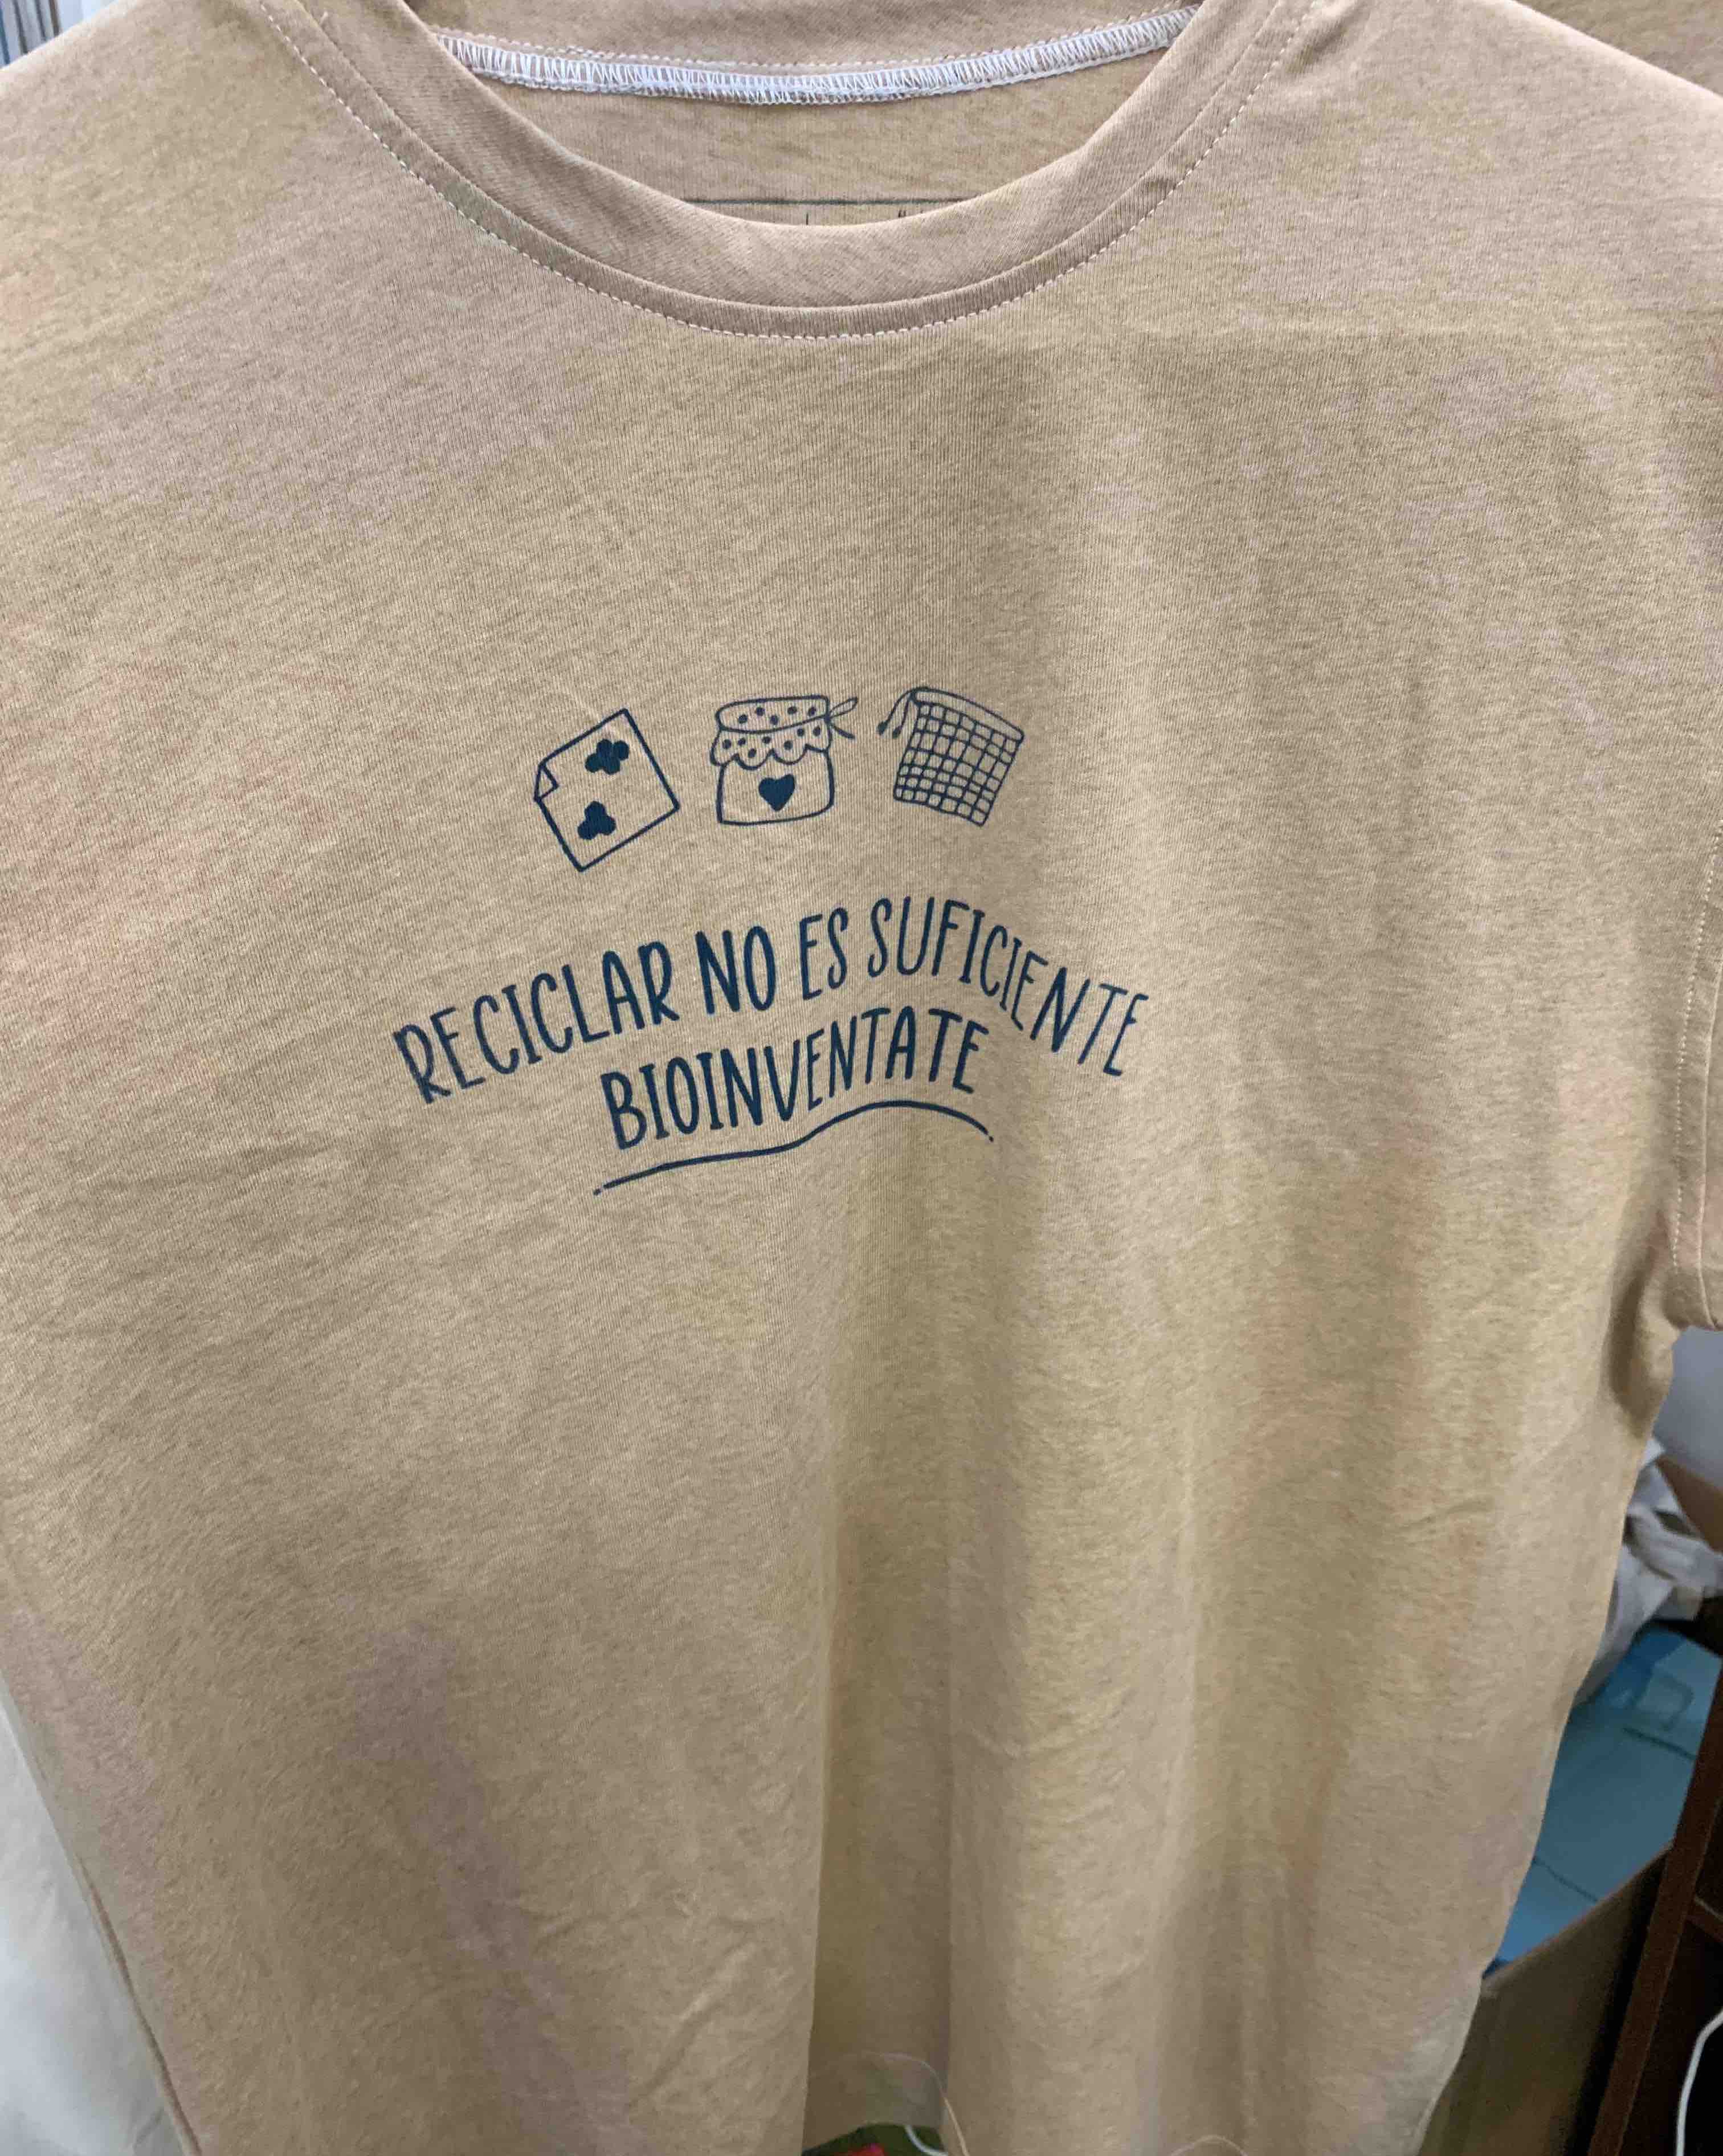 RECICLAR NO ES SUFICIENTE
BIOINVENTATE